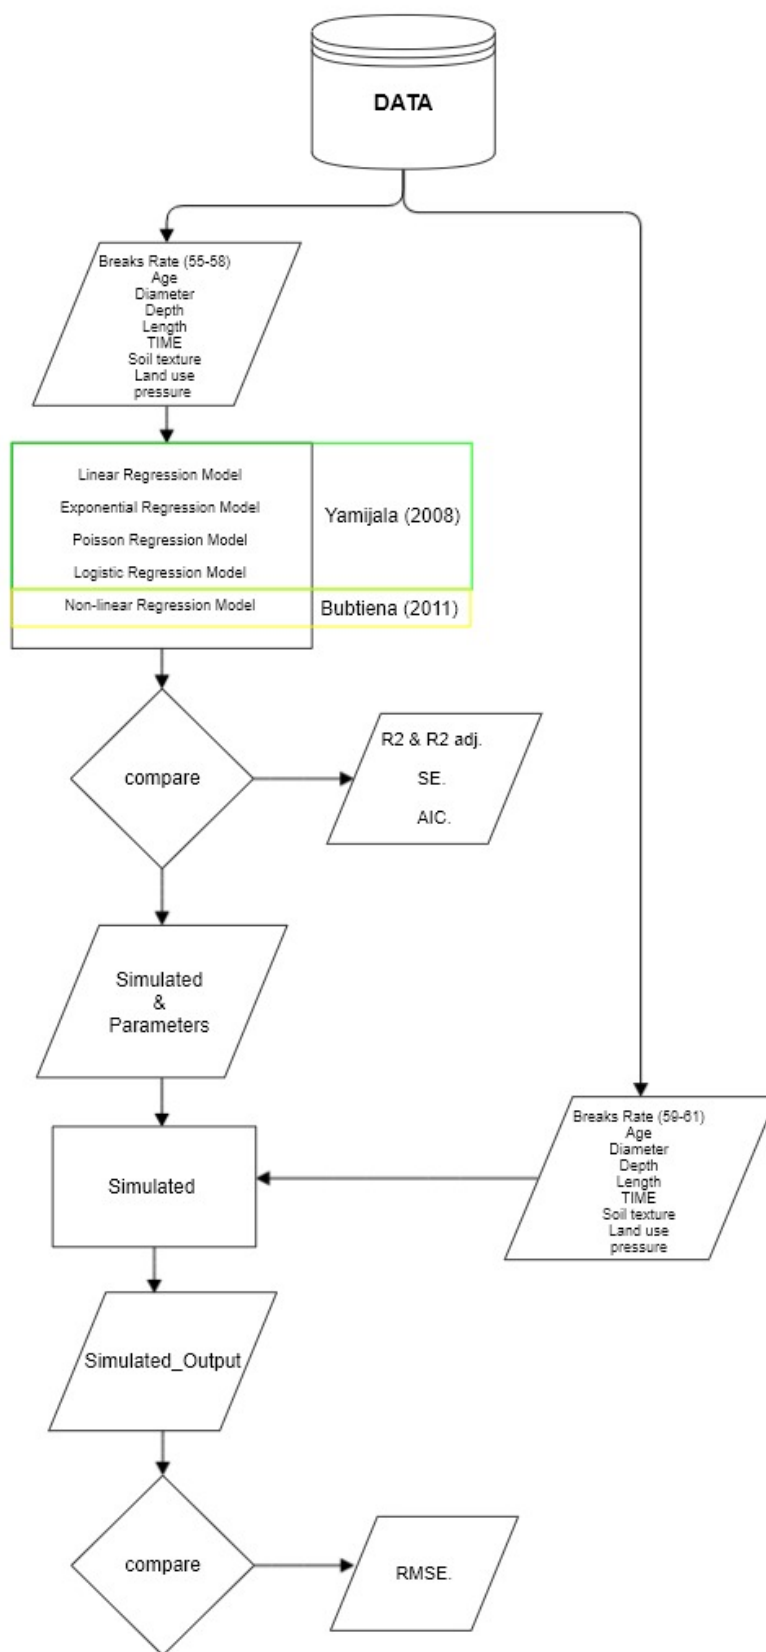 DATA
Breaks Rate (55-58)
Age
Diameter
Depth
Length
TIME
Soil texture
Land use
pressure
Linear Regression Model
Exponential Regression Model
Poisson Regression Model
Logistic Regression Model
Yamijala (2008)
Non-linear Regression Model
Bubtiena (2011)
compare
R2 & R2 adj.
SE.
AIC.
Simulated
&
Parameters
Breaks Rate (59-61)
Age
Diameter
Depth
Length
TIME
Soil texture
Land use
pressure
Simulated
Simulated_Output
compare
RMSE.